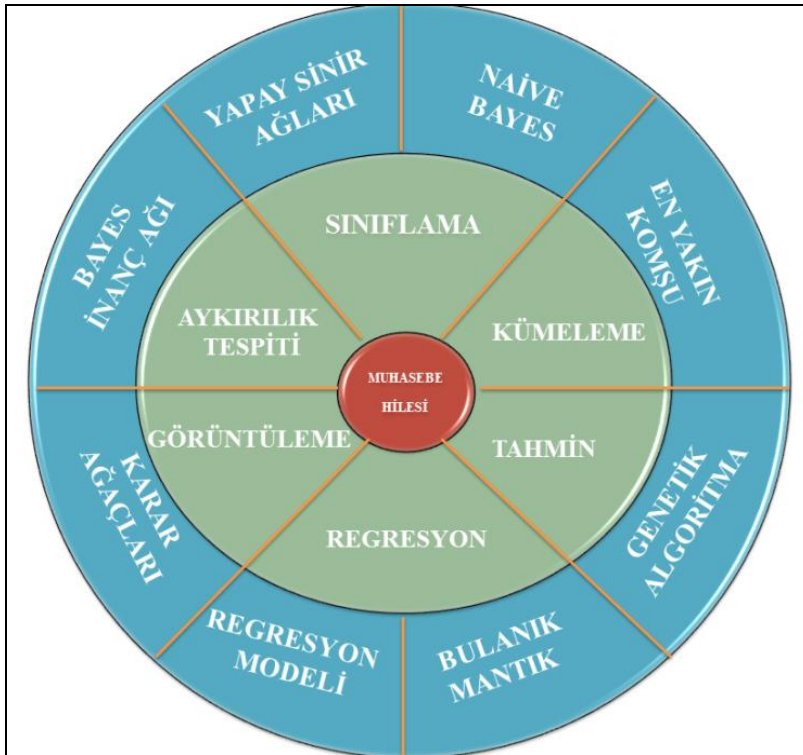 YAPAY SİNİR
AĞLARI
NAİVE
BAYES
EN YAKIN
KOMŞU
GENETİK
ALGORİTMA
BULANIK
MANTIK
REGRESYON
MODELİ
KARAR
AĞAÇLARI
BAYES
İNANÇ AĞI
SINIFLAMA
KÜMELEME
TAHMİN
REGRESYON
GÖRÜNTÜLEME
AYKIRILIK
TESPİTİ
MUHASEBE
HİLESİ